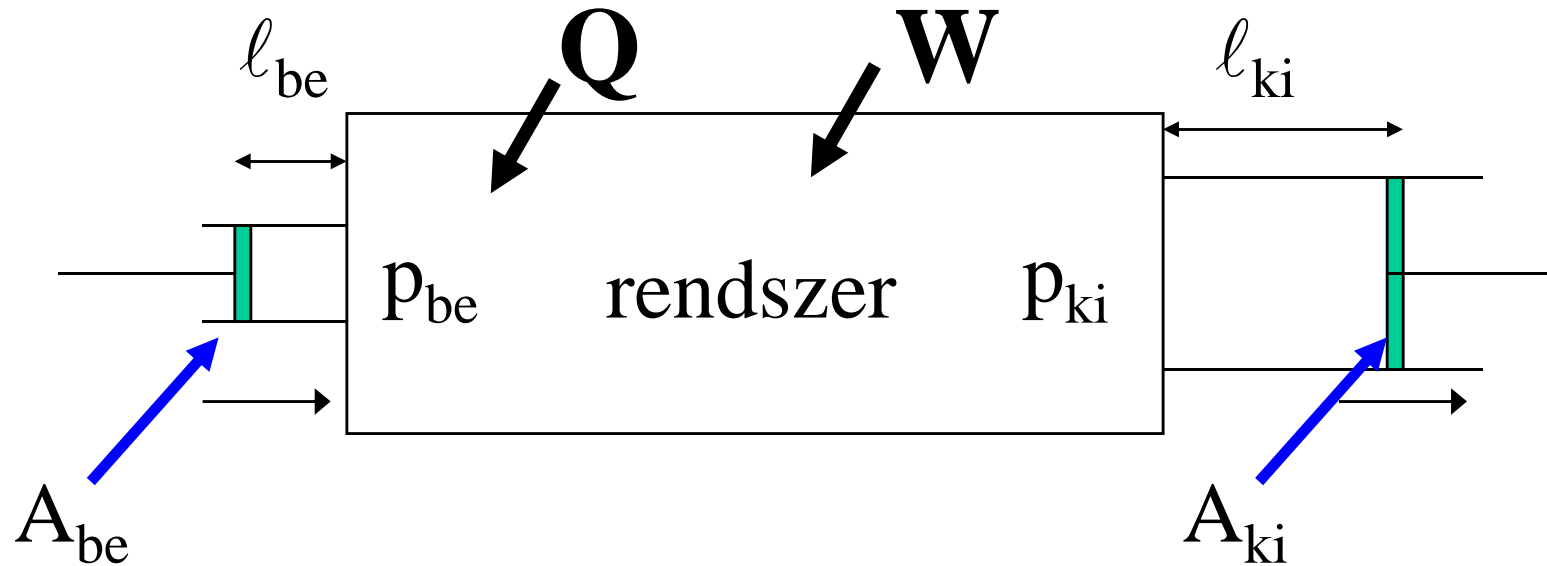 ℓbe
Q
W
ℓki
pbe
rendszer
pki
Abe
Aki